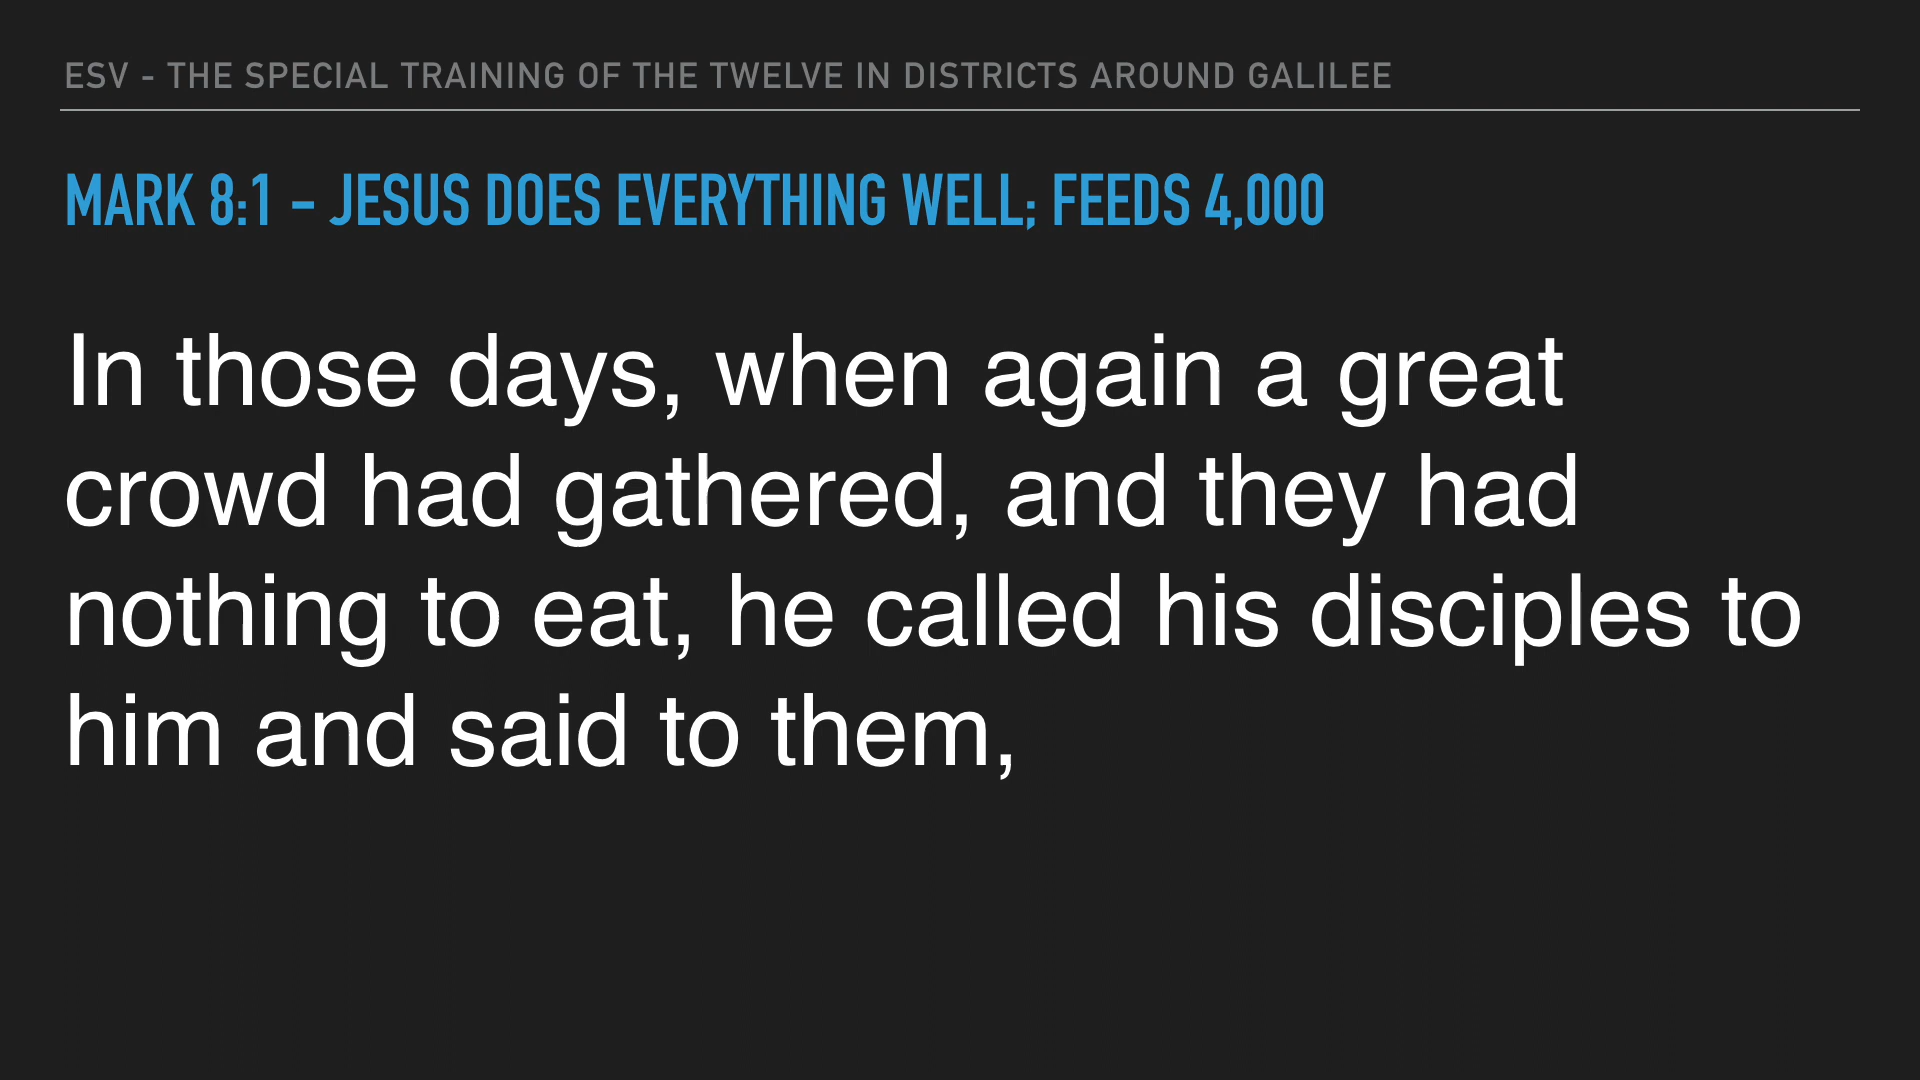 ESV - THE SPECIAL TRAINING OF THE TWELVE IN DISTRICTS AROUND GALILEE
MARK 8:1 – JESUS DOES EVERYTHING WELL; FEEDS 4,000
In those days, when again a great
crowd had gathered, and they had
nothing to eat, he called his disciples to
him and said to them,